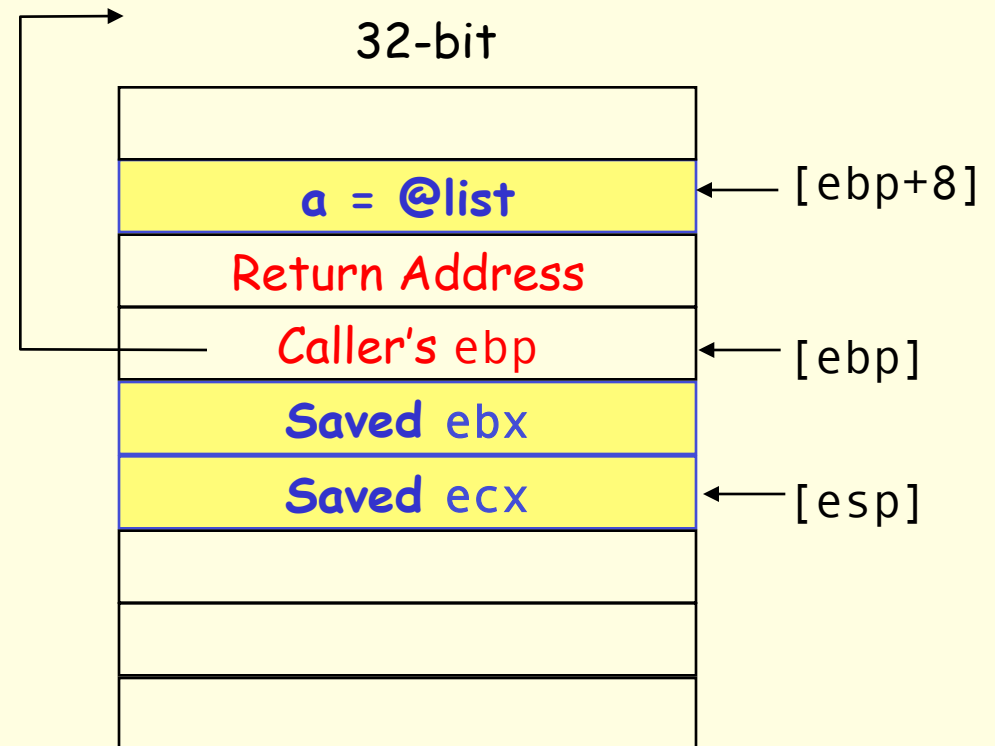 32-bit
a = @list
[ebp+8]
Return Address
Caller's ebp
[ebp]
Saved ebx
Saved ecx
[esp]